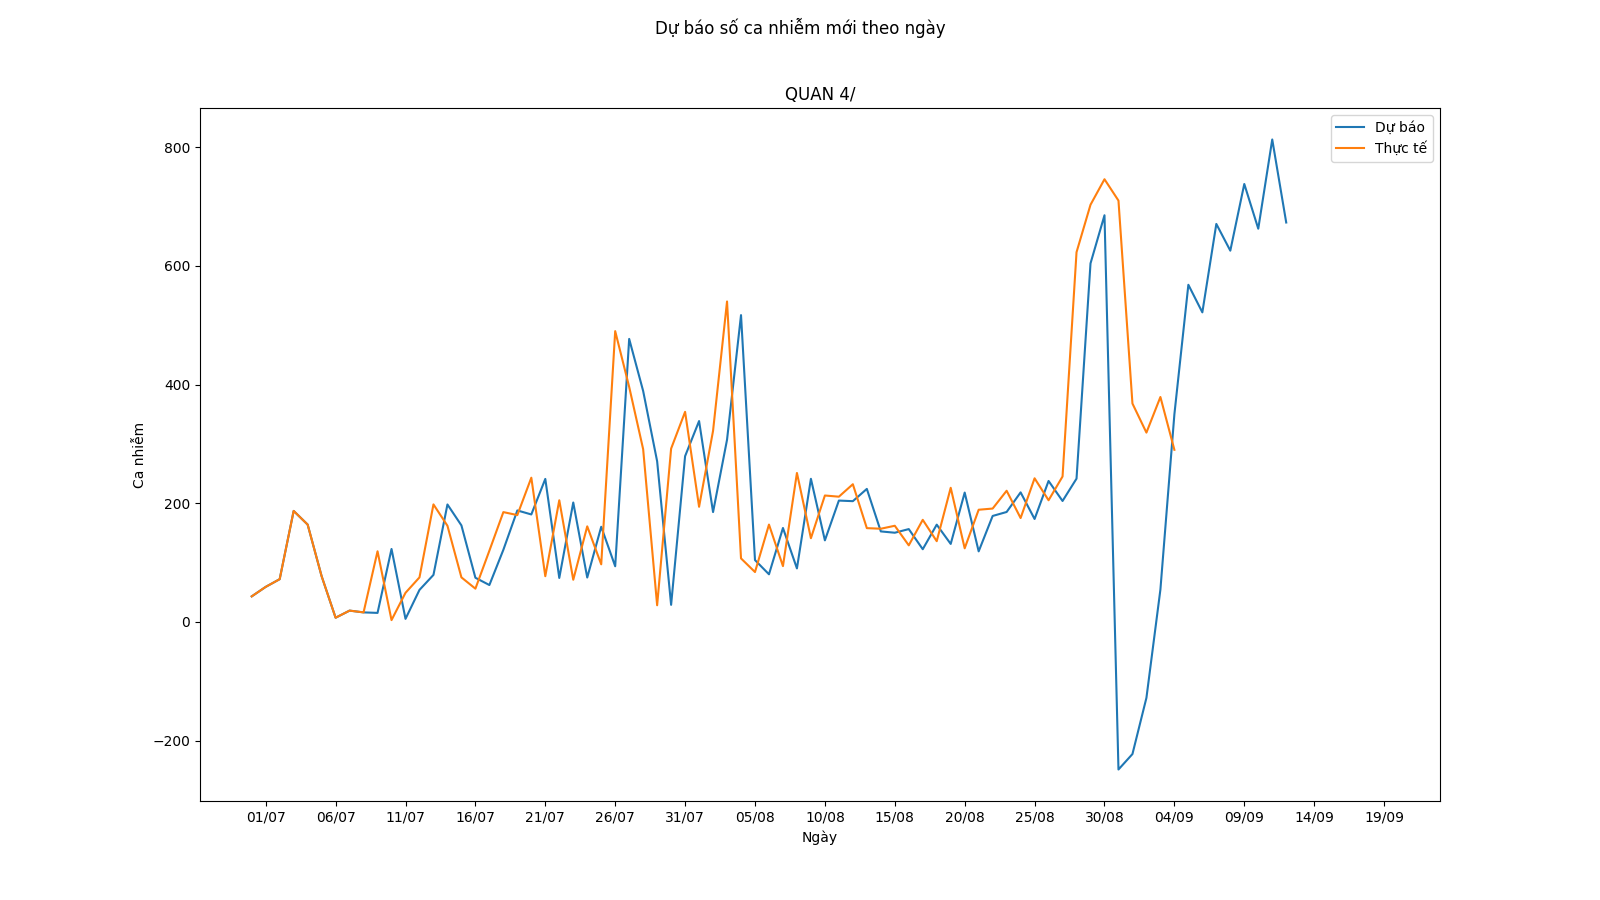 Dự báo số ca nhiễm mới theo ngày
QUAN 4/
Dự báo
Thực tế
800
600
400
200
0
−200
Ca nhiễm
01/07 06/07 11/07 16/07 21/07 26/07 31/07 05/08 10/08 15/08 20/08 25/08 30/08 04/09 09/09 14/09 19/09
Ngày